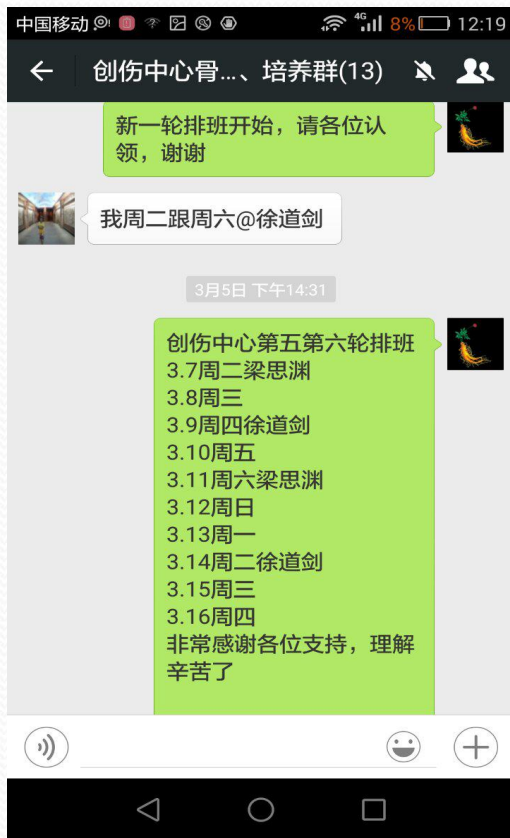 中国移动 4G 8% 12:19
创伤中心骨...、培养群(13)
新一轮排班开始，请各位认
领，谢谢
我周二跟周六@徐道剑
3月5日 下午14:31
创伤中心第五第六轮排班
3.7周二梁思渊
3.8周三
3.9周四徐道剑
3.10周五
3.11周六梁思渊
3.12周日
3.13周一
3.14周二徐道剑
3.15周三
3.16周四
非常感谢各位支持，理解
辛苦了